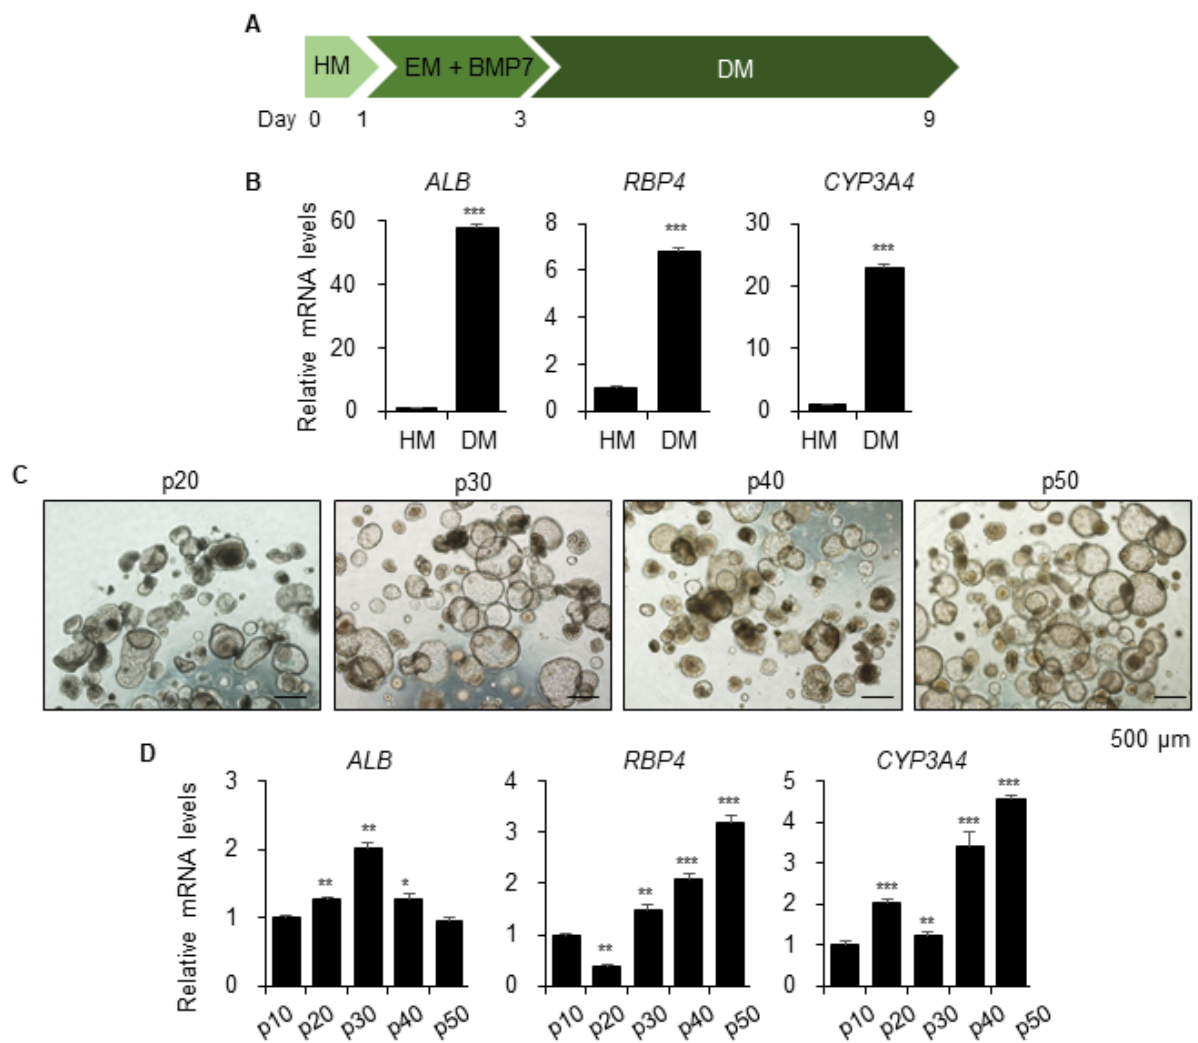 A
HM
EM + BMP7
DM
Day 0 1 3 9
B
ALB
RBP4
CYP3A4
Relative mRNA levels
60
40
20
0
***
HM DM
8
6
4
2
0
***
HM DM
30
20
10
0
***
HM DM
C
p20
p30
p40
p50
500 μm
D
ALB
RBP4
CYP3A4
Relative mRNA levels
3
2
1
0
** ** *
p10 p20 p30 p40 p50
4
3
2
1
0
** ** *** ***
p10 p20 p30 p40 p50
5
4
3
2
1
0
*** ** *** ***
p10 p20 p30 p40 p50